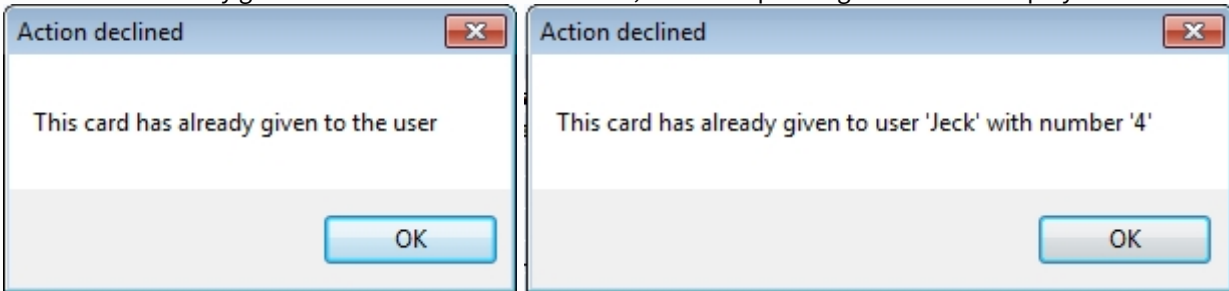 Action declined
This card has already given to the user
OK
Action declined
This card has already given to user 'Jeck' with number '4'
OK